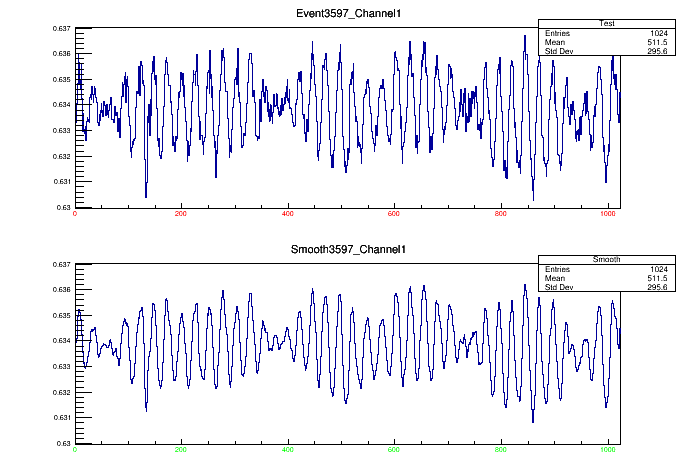 Event3597_Channel1
Test
Entries 1024
Mean 511.5
Std Dev 295.6
0.637
0.636
0.635
0.634
0.633
0.632
0.631
0.63
0 200 400 600 800 1000
Smooth3597_Channel1
Smooth
Entries 1024
Mean 511.5
Std Dev 295.6
0.637
0.636
0.635
0.634
0.633
0.632
0.631
0.63
0 200 400 600 800 1000